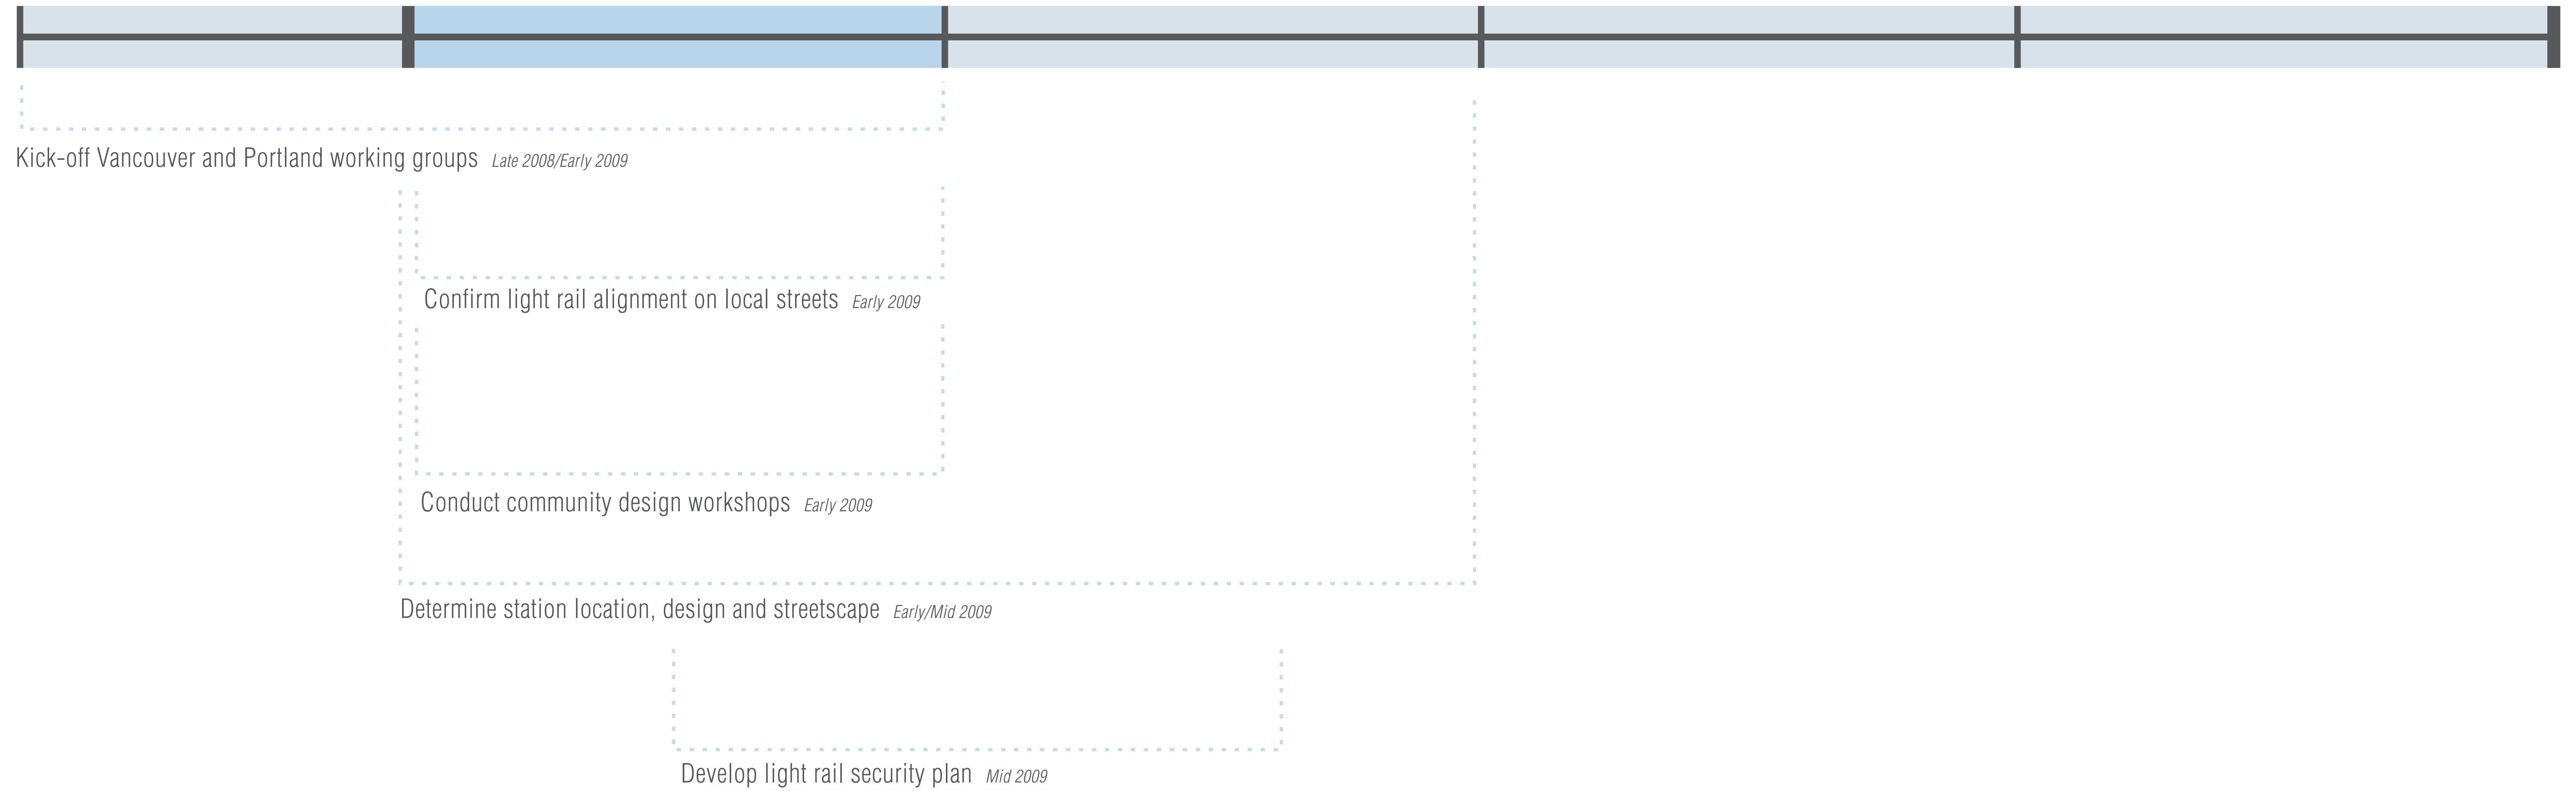 Kick-off Vancouver and Portland working groups Late 2008/Early 2009
Confirm light rail alignment on local streets Early 2009
Conduct community design workshops Early 2009
Determine station location, design and streetscape Early/Mid 2009
Develop light rail security plan Mid 2009